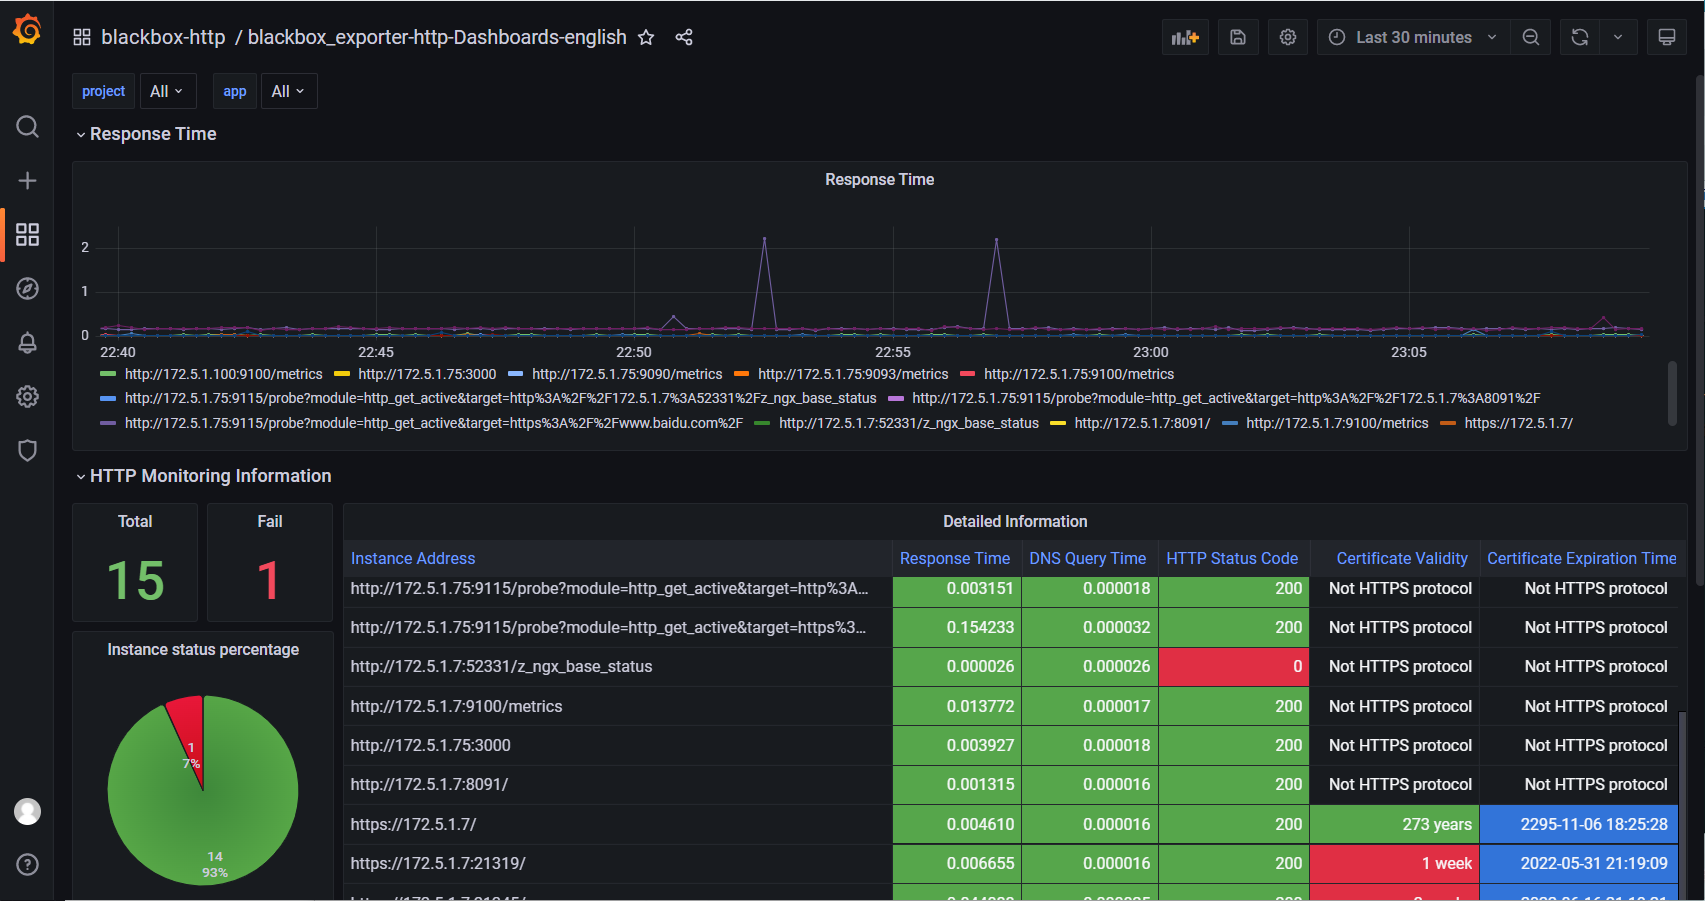 blackbox-http / blackbox_exporter-http-Dashboards-english
Last 30 minutes
project All app All
Response Time
Response Time
2
1
0
22:40 22:45 22:50 22:55 23:00 23:05
http://172.5.1.100:9100/metrics http://172.5.1.75:3000 http://172.5.1.75:9090/metrics http://172.5.1.75:9093/metrics http://172.5.1.75:9100/metrics
http://172.5.1.75:9115/probe?module=http_get_active&target=http%3A%2F%2F172.5.1.7%3A52331%2Fz_ngx_base_status http://172.5.1.75:9115/probe?module=http_get_active&target=http%3A%2F%2F172.5.1.7%3A8091%2F
http://172.5.1.75:9115/probe?module=http_get_active&target=https%3A%2F%2Fwww.baidu.com%2F http://172.5.1.7:52331/z_ngx_base_status http://172.5.1.7:8091/ http://172.5.1.7:9100/metrics https://172.5.1.7/
HTTP Monitoring Information
Total
15
Fail
1
Instance status percentage
1
7%
14
93%
Detailed Information
Instance Address Response Time DNS Query Time HTTP Status Code Certificate Validity Certificate Expiration Time
http://172.5.1.75:9115/probe?module=http_get_active&target=http%3A... 0.003151 0.000018 200 Not HTTPS protocol Not HTTPS protocol
http://172.5.1.75:9115/probe?module=http_get_active&target=https%3... 0.154233 0.000032 200 Not HTTPS protocol Not HTTPS protocol
http://172.5.1.7:52331/z_ngx_base_status 0.000026 0.000026 0 Not HTTPS protocol Not HTTPS protocol
http://172.5.1.7:9100/metrics 0.013772 0.000017 200 Not HTTPS protocol Not HTTPS protocol
http://172.5.1.75:3000 0.003927 0.000018 200 Not HTTPS protocol Not HTTPS protocol
http://172.5.1.7:8091/ 0.001315 0.000016 200 Not HTTPS protocol Not HTTPS protocol
https://172.5.1.7/ 0.004610 0.000016 200 273 years 2295-11-06 18:25:28
https://172.5.1.7:21319/ 0.006655 0.000016 200 1 week 2022-05-31 21:19:09